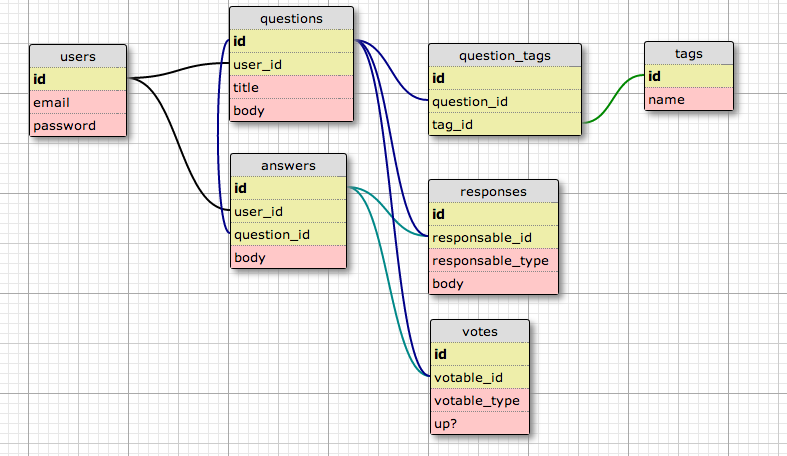 users
id
email
password
questions
id
user_id
title
body
answers
id
user_id
question_id
body
question_tags
id
question_id
tag_id
tags
id
name
responses
id
responsable_id
responsable_type
body
votes
id
votable_id
votable_type
up?